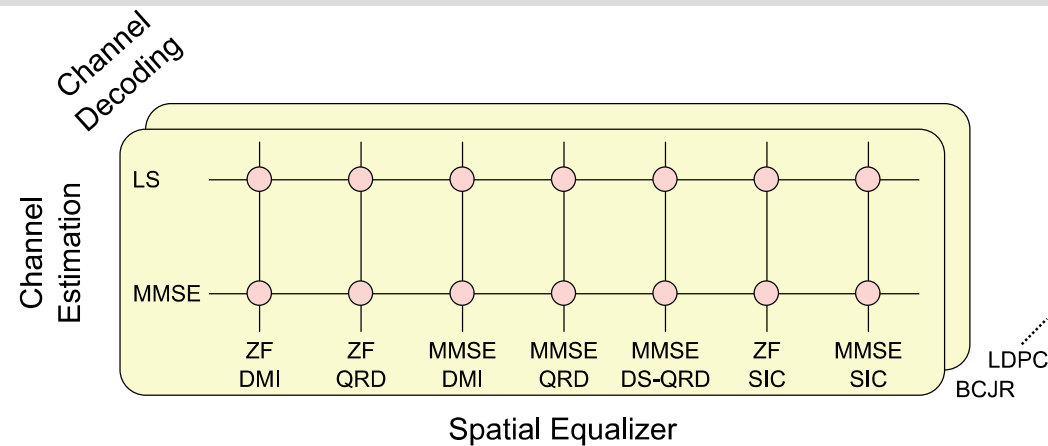 Channel
Decoding
Channel
Estimation
LS
MMSE
ZF
DMI
ZF
QRD
MMSE
DMI
MMSE
QRD
MMSE
DS-QRD
ZF
SIC
MMSE
SIC
LDPC
BCJR
Spatial Equalizer